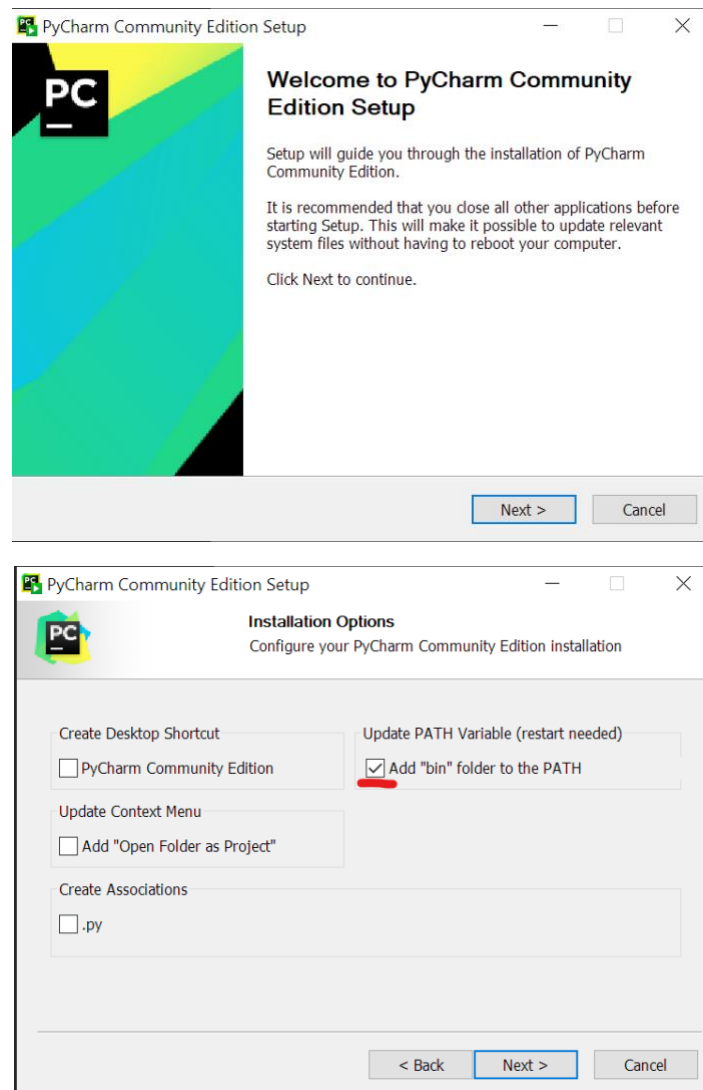 PyCharm Community Edition Setup
PC
Welcome to PyCharm Community
Edition Setup
Setup will guide you through the installation of PyCharm
Community Edition.
It is recommended that you close all other applications before
starting Setup. This will make it possible to update relevant
system files without having to reboot your computer.
Click Next to continue.
Next >
Cancel
PyCharm Community Edition Setup
PC
Installation Options
Configure your PyCharm Community Edition installation
Create Desktop Shortcut
PyCharm Community Edition
Update PATH Variable (restart needed)
Add "bin" folder to the PATH
Update Context Menu
Add "Open Folder as Project"
Create Associations
.py
< Back
Next >
Cancel